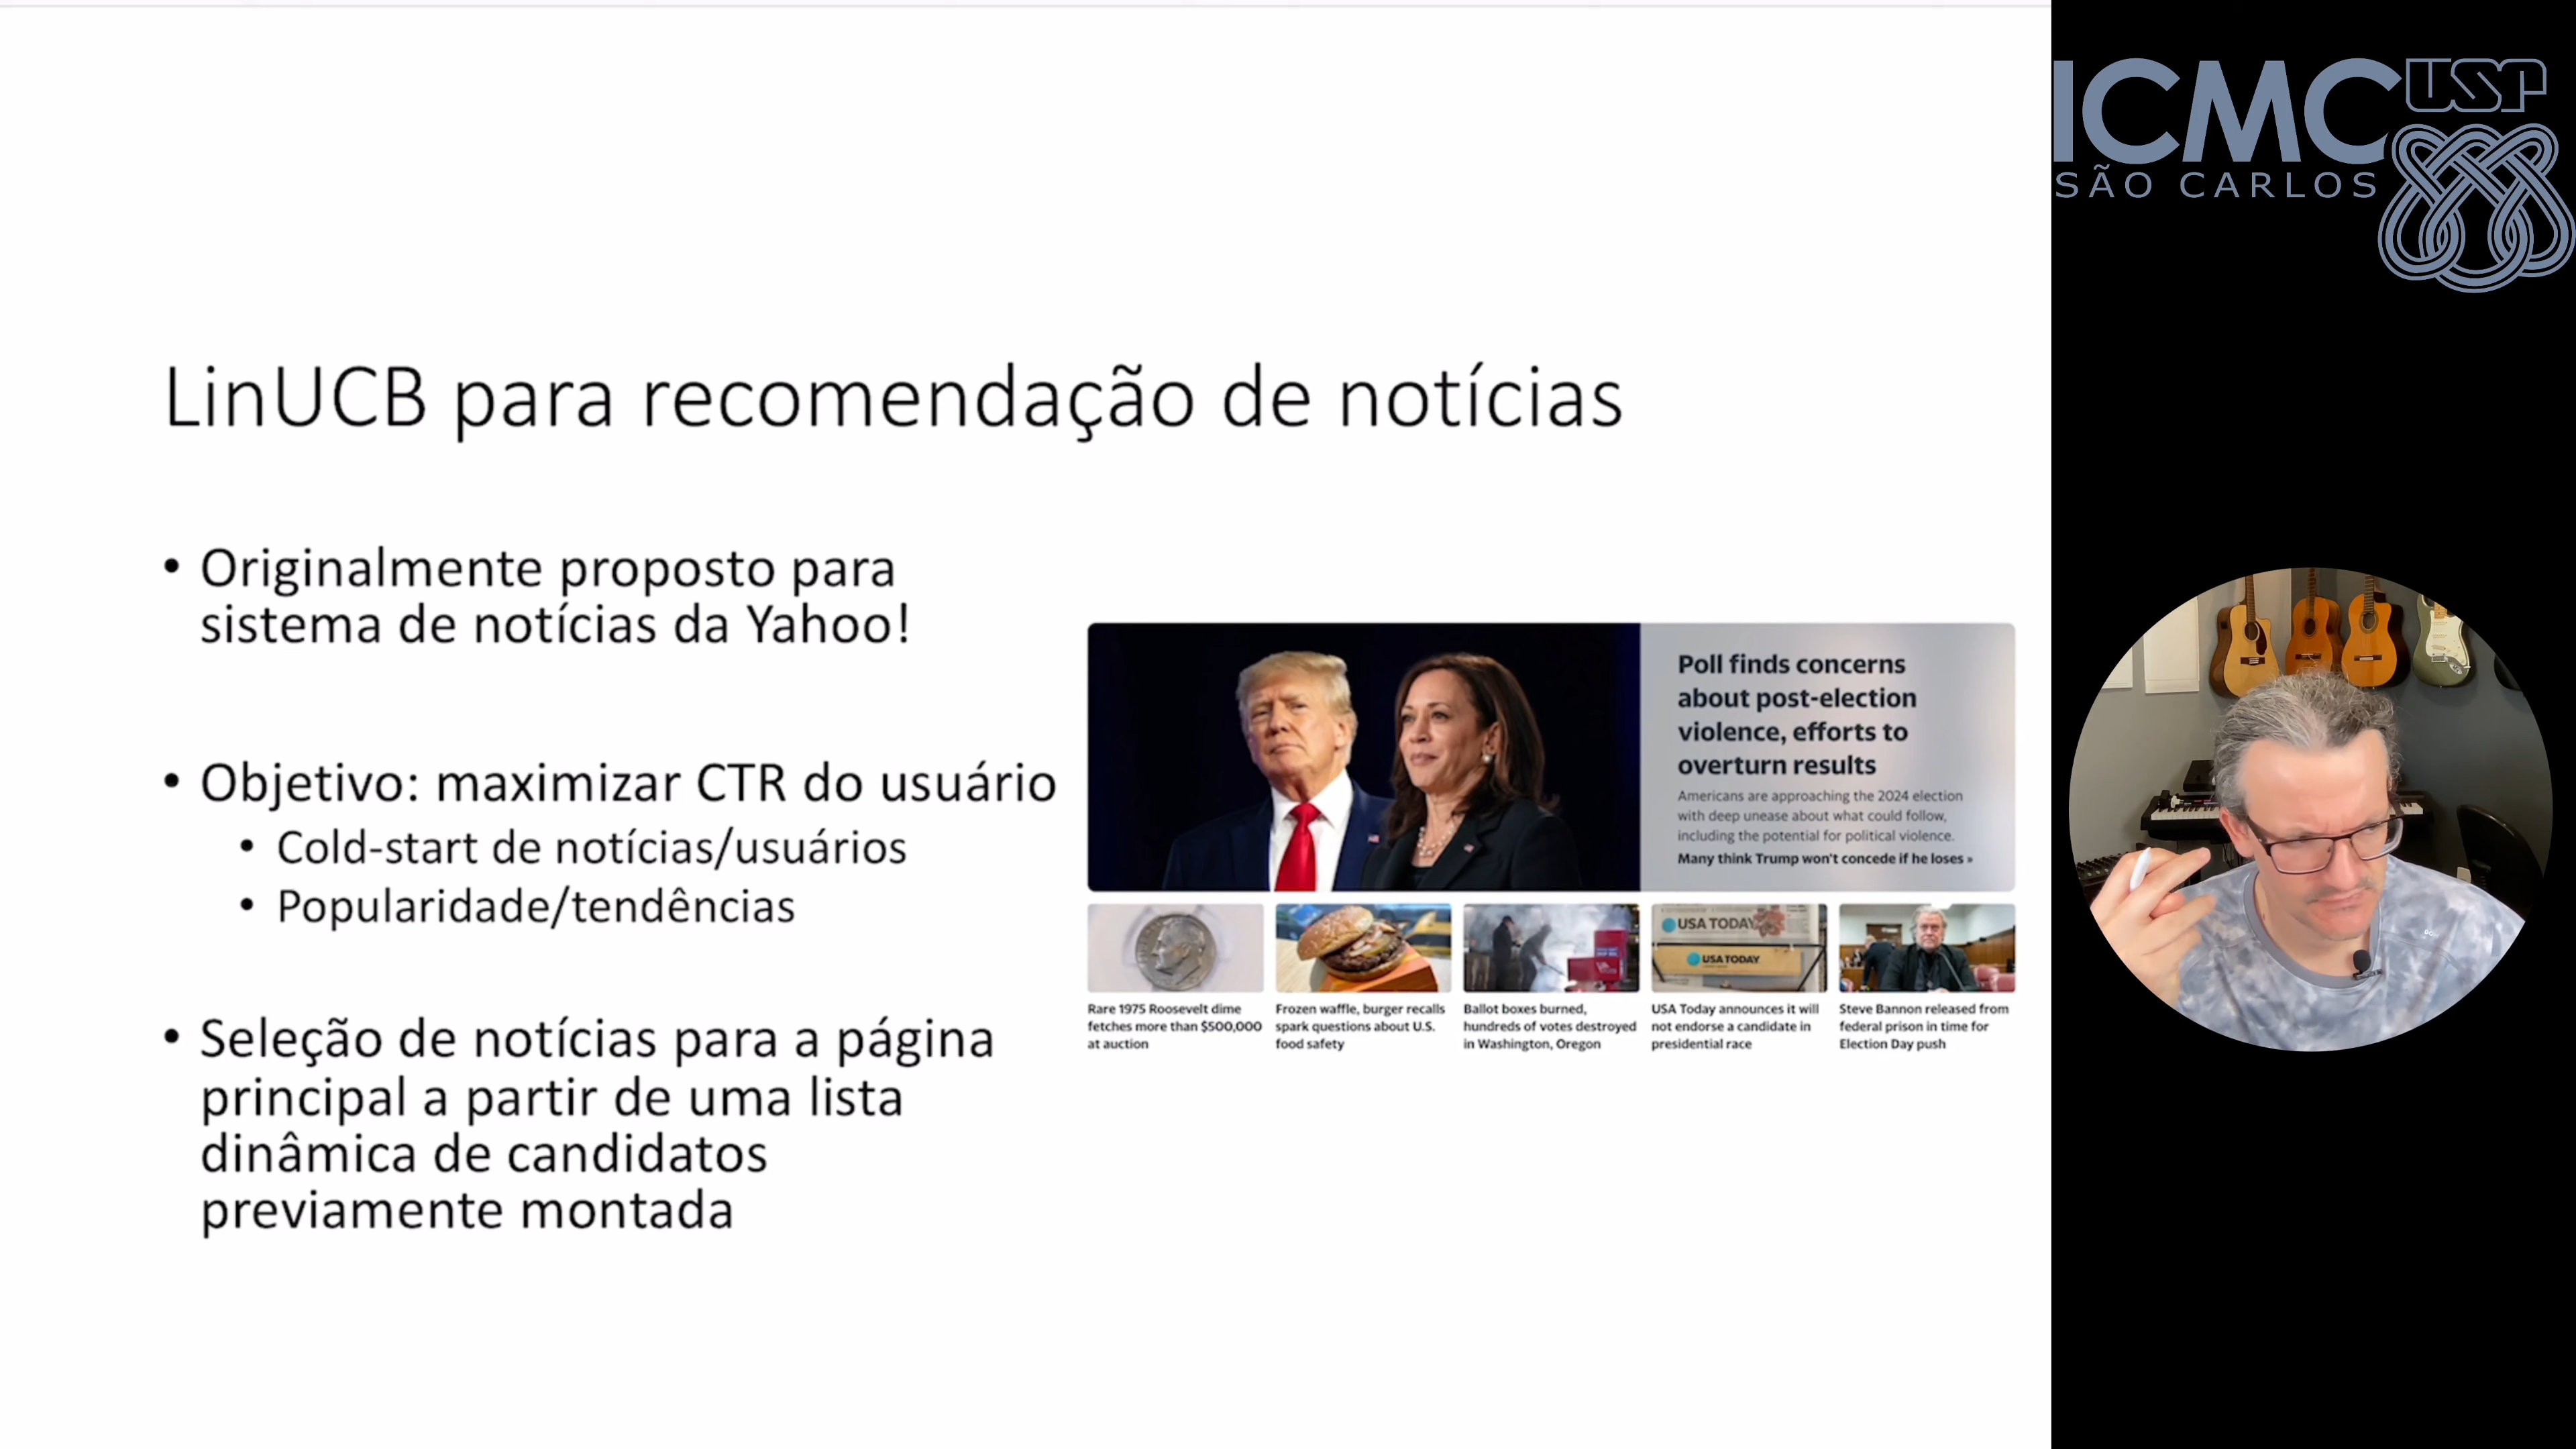 ICMC USP
SÃO CARLOS
LinUCB para recomendação de notícias
• Originalmente proposto para
sistema de notícias da Yahoo!
• Objetivo: maximizar CTR do usuário
• Cold-start de notícias/usuários
• Popularidade/tendências
• Seleção de notícias para a página
principal a partir de uma lista
dinâmica de candidatos
previamente montada
Poll finds concerns
about post-election
violence, efforts to
overturn results
Americans are approaching the 2024 election
with deep unease about what could follow,
including the potential for political violence.
Many think Trump won't concede if he loses »
USA TODAY
USA TODAY
Rare 1975 Roosevelt dime
fetches more than $500,000
at auction
Frozen waffle, burger recalls
spark questions about U.S.
food safety
Ballot boxes burned,
hundreds of votes destroyed
in Washington, Oregon
USA Today announces it will
not endorse a candidate in
presidential race
Steve Bannon released from
federal prison in time for
Election Day push